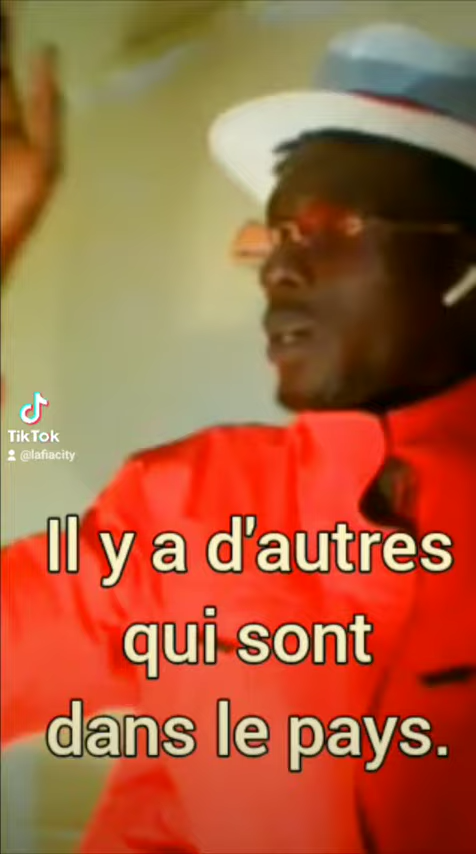 TikTok
@lafiacity
Il y a d'autres
qui sont
dans le pays.